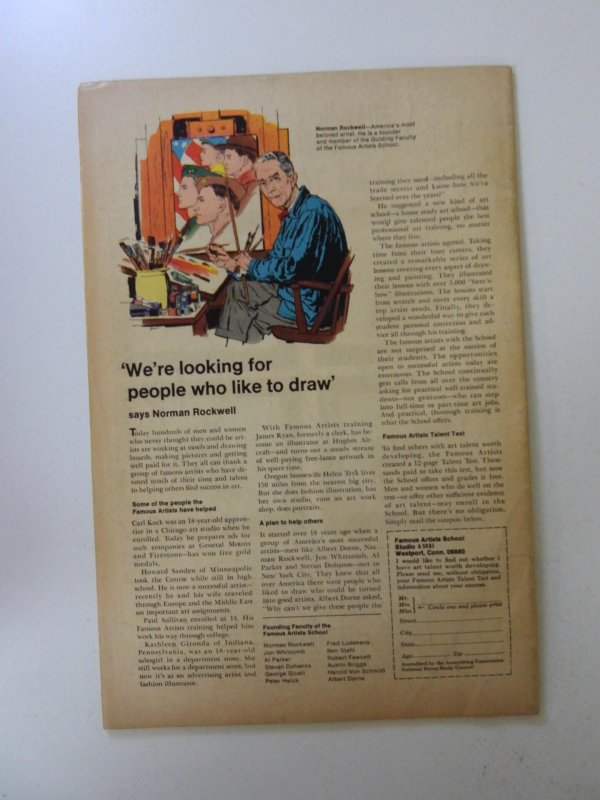 Norman Rockwell—America's most
beloved artist. He is a founder
and member of the Guiding Faculty
of the Famous Artists School.
'We're looking for
people who like to draw'
says Norman Rockwell
Today hundreds of men and women
who never thought they could be art-
ists are working at easels and drawing
boards, making pictures and getting
well paid for it. They all can thank a
group of famous artists who have de-
voted much of their time and talent
to helping others find success in art.
Some of the people the
Famous Artists have helped
Carl Kock was an 18-year-old appren-
tice in a Chicago art studio when he
enrolled. Today he prepares ads for
such companies as General Motors
and Firestone—has won five gold
medals.
Howard Sanden of Minneapolis
took the Course while still in high
school. He is now a successful artist—
recently he and his wife traveled
through Europe and the Middle East
on important art assignments.
Paul Sullivan enrolled at 14. His
Famous Artists training helped him
work his way through college.
Kathleen Gironda of Indiana,
Pennsylvania, was an 18-year-old
salesgirl in a department store. She
still works for a department store, but
now it's as an advertising artist and
fashion illustrator.
With Famous Artists training
James Ryan, formerly a clerk, has be-
come an illustrator at Hughes Air-
craft—and turns out a steady stream
of well-paying free-lance artwork in
his spare time.
Oregon housewife Helen Teyk lives
150 miles from the nearest big city.
But she does fashion illustration, has
her own studio, runs an art work
shop, does portraits.
A plan to help others
It started over 18 years ago when a
group of America's most successful
artists—men like Albert Dorne, Nor-
man Rockwell, Jon Whitcomb, Al
Parker and Stevan Dohanos—met in
New York City. They knew that all
over America there were people who
liked to draw who could be turned
into good artists. Albert Dorne asked,
"Why can't we give these people the
Founding Faculty of the
Famous Artists School
Norman Rockwell
Jon Whitcomb
Al Parker
Stevan Dohanos
George Giusti
Peter Helck
Fred Ludekens
Ben Stahl
Robert Fawcett
Austin Briggs
Harold Von Schmidt
Albert Dorne
training they need—including all the
trade secrets and know-how we've
learned over the years?"
He suggested a new kind of art
school—a home study art school—that
would give talented people the best
professional art training, no matter
where they live.
The famous artists agreed. Taking
time from their busy careers, they
created a remarkable series of art
lessons covering every aspect of draw-
ing and painting. They illustrated
their lessons with over 5,000 "here's
how" illustrations. The lessons start
from scratch and cover every skill a
top artist needs. Finally, they de-
veloped a wonderful way to give each
student personal correction and ad-
vice all through his training.
The famous artists with the School
are not surprised at the success of
their students. The opportunities
open to successful artists today are
enormous. The School continually
gets calls from all over the country
asking for practical well-trained stu-
dents—not geniuses—who can step
into full-time or part-time art jobs.
And practical, thorough training is
what the School offers.
Famous Artists Talent Test
To find others with art talent worth
developing, the Famous Artists
created a 12-page Talent Test. Thou-
sands paid to take this test, but now
the School offers and grades it free.
Men and women who do well on the
test—or offer other sufficient evidence
of art talent—may enroll in the
School. But there's no obligation.
Simply mail the coupon below.
Famous Artists School
Studio
Westport, Conn. 06880
I would like to find out whether I
have art talent worth developing.
Please send me, without obligation,
your Famous Artists Talent Test and
information about your courses.
Mr.
Mrs. ← Circle one and please print
Miss
Street
City
State
Age Zip
Accredited by the Accrediting Commission
National Home Study Council